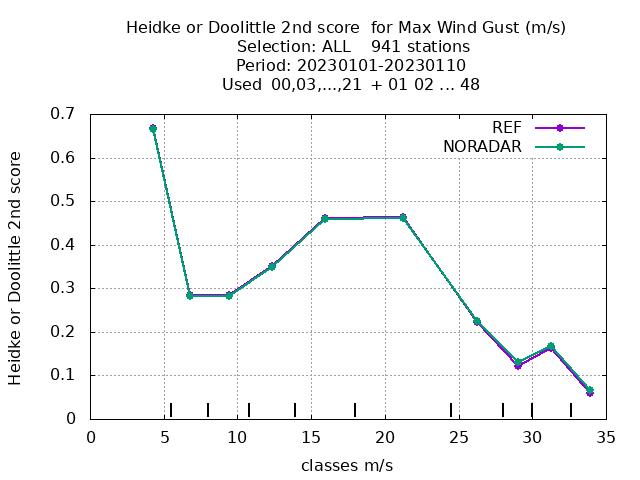 Heidke or Doolittle 2nd score  for Max Wind Gust (m/s)
Selection: ALL    941 stations
Period: 20230101-20230110
Used  00,03,...,21  + 01 02 ... 48
REF
NORADAR
Heidke or Doolittle 2nd score
0.7
0.6
0.5
0.4
0.3
0.2
0.1
0
0 5 10 15 20 25 30 35
classes m/s